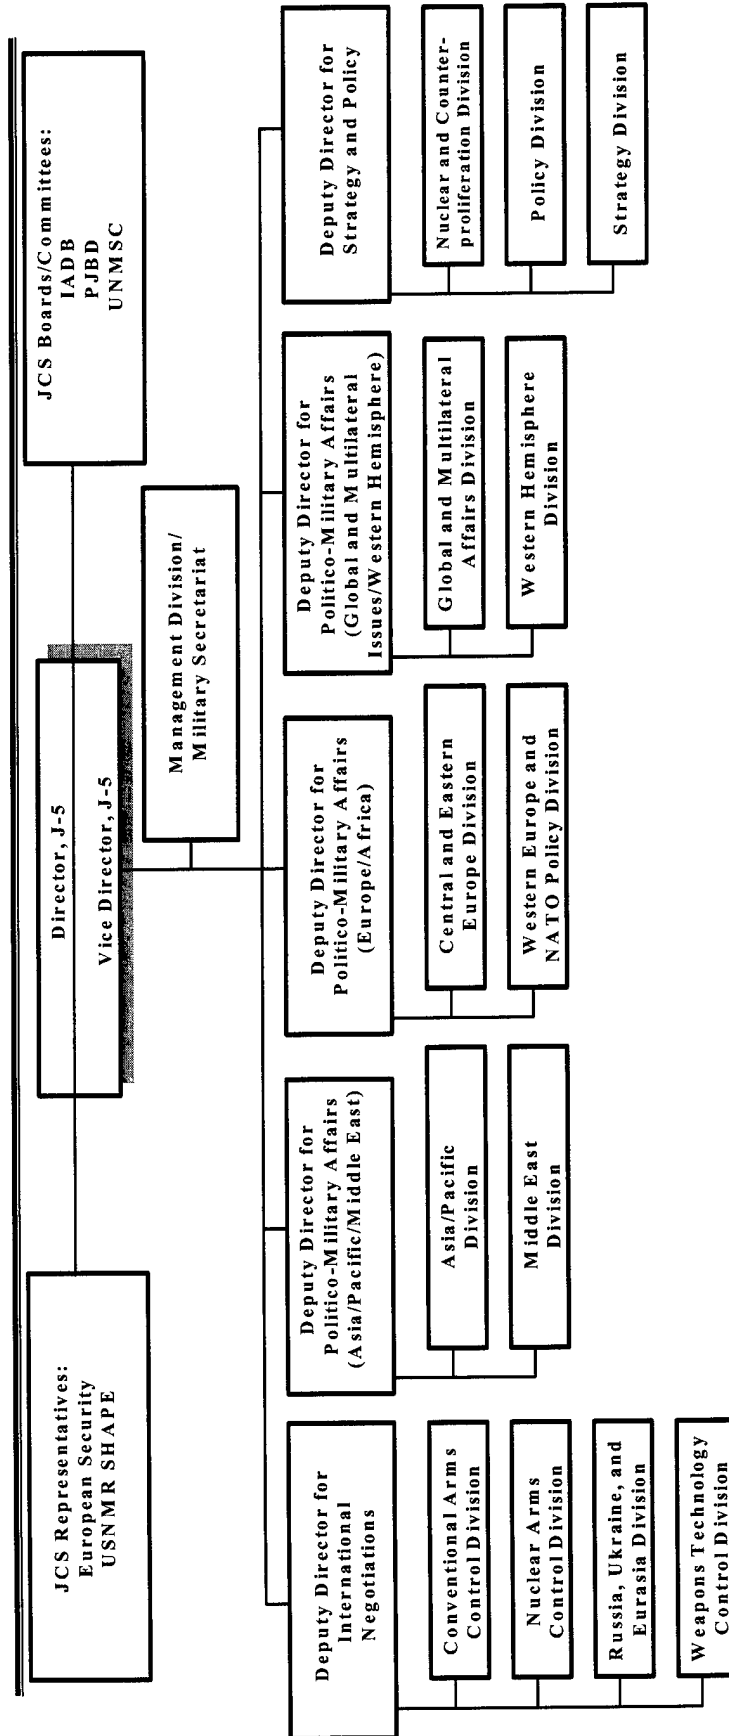 JCS Representatives:
European Security
USNMR SHAPE
Director, J-5
Vice Director, J-5
JCS Boards/Committees:
IADB
PJBD
UNMSC
Management Division/
Military Secretariat
Deputy Director for
International
Negotiations
Conventional Arms
Control Division
Nuclear Arms
Control Division
Russia, Ukraine, and
Eurasia Division
Weapons Technology
Control Division
Deputy Director for
Politico-Military Affairs
(Asia/Pacific/Middle East)
Asia/Pacific
Division
Middle East
Division
Deputy Director for
Politico-Military Affairs
(Europe/Africa)
Central and Eastern
Europe Division
Western Europe and
NATO Policy Division
Deputy Director for
Politico-Military Affairs
(Global and Multilateral
Issues/Western Hemisphere)
Global and Multilateral
Affairs Division
Western Hemisphere
Division
Deputy Director for
Strategy and Policy
Nuclear and Counter-
proliferation Division
Policy Division
Strategy Division